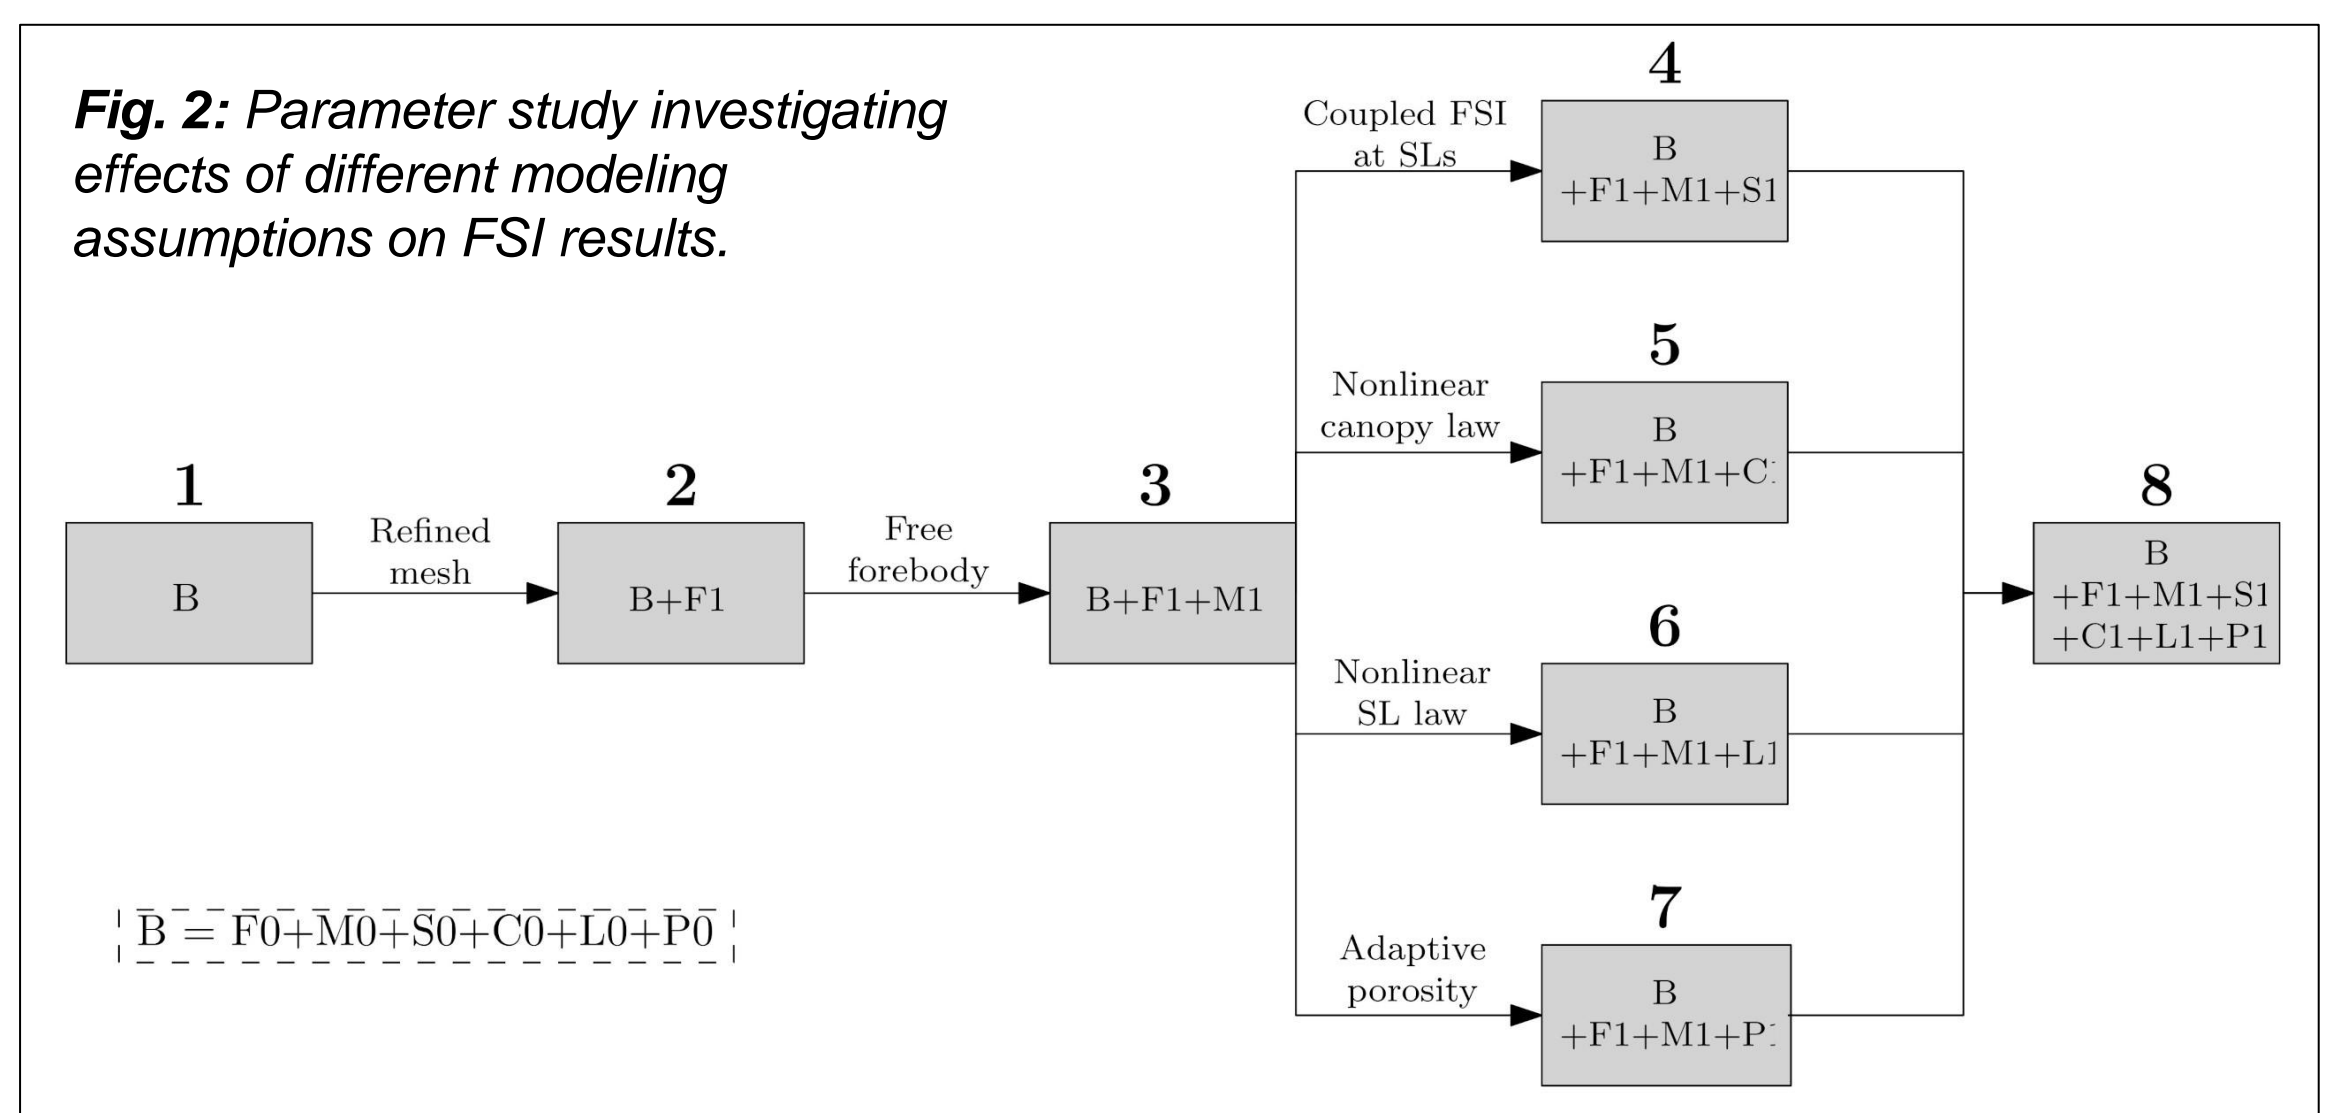 Fig. 2: Parameter study investigating
effects of different modeling
assumptions on FSI results.
1
B
Refined
mesh
2
B+F1
Free
forebody
3
B+F1+M1
Coupled FSI
at SLs
4
B
+F1+M1+S1
Nonlinear
canopy law
5
B
+F1+M1+C1
Nonlinear
SL law
6
B
+F1+M1+L1
Adaptive
porosity
7
B
+F1+M1+P1
8
B
+F1+M1+S1
+C1+L1+P1
B = F0+M0+S0+C0+L0+P0